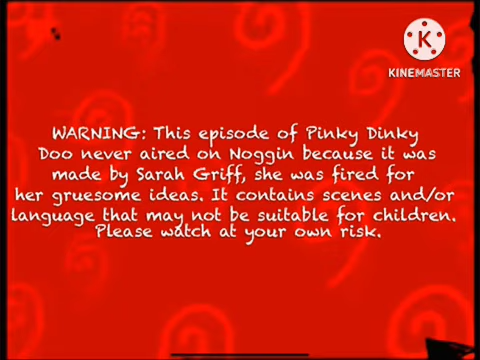 K
KINEMASTER
WARNING: This episode of Pinky Dinky
Doo never aired on Noggin because it was
made by Sarah Griff, she was fired for
her gruesome ideas. It contains scenes and/or
language that may not be suitable for children.
Please watch at your own risk.